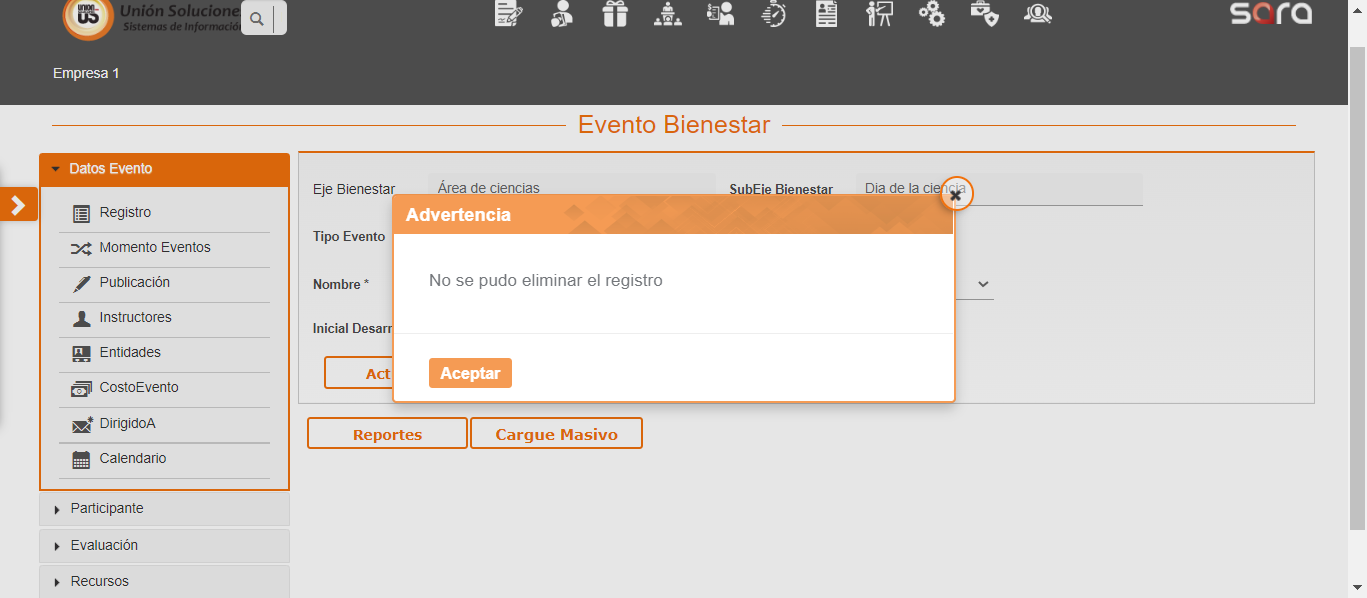 Unión Solucione
Sistemas de Informació
sara
Empresa 1
Evento Bienestar
Datos Evento
Registro
Momento Eventos
Publicación
Instructores
Entidades
CostoEvento
DirigidoA
Calendario
Participante
Evaluación
Recursos
Eje Bienestar
Área de ciencias
SubEje Bienestar
Dia de la ciencia
Tipo Evento
Nombre *
Inicial Desarr
Act
Advertencia
No se pudo eliminar el registro
Aceptar
Reportes
Cargue Masivo